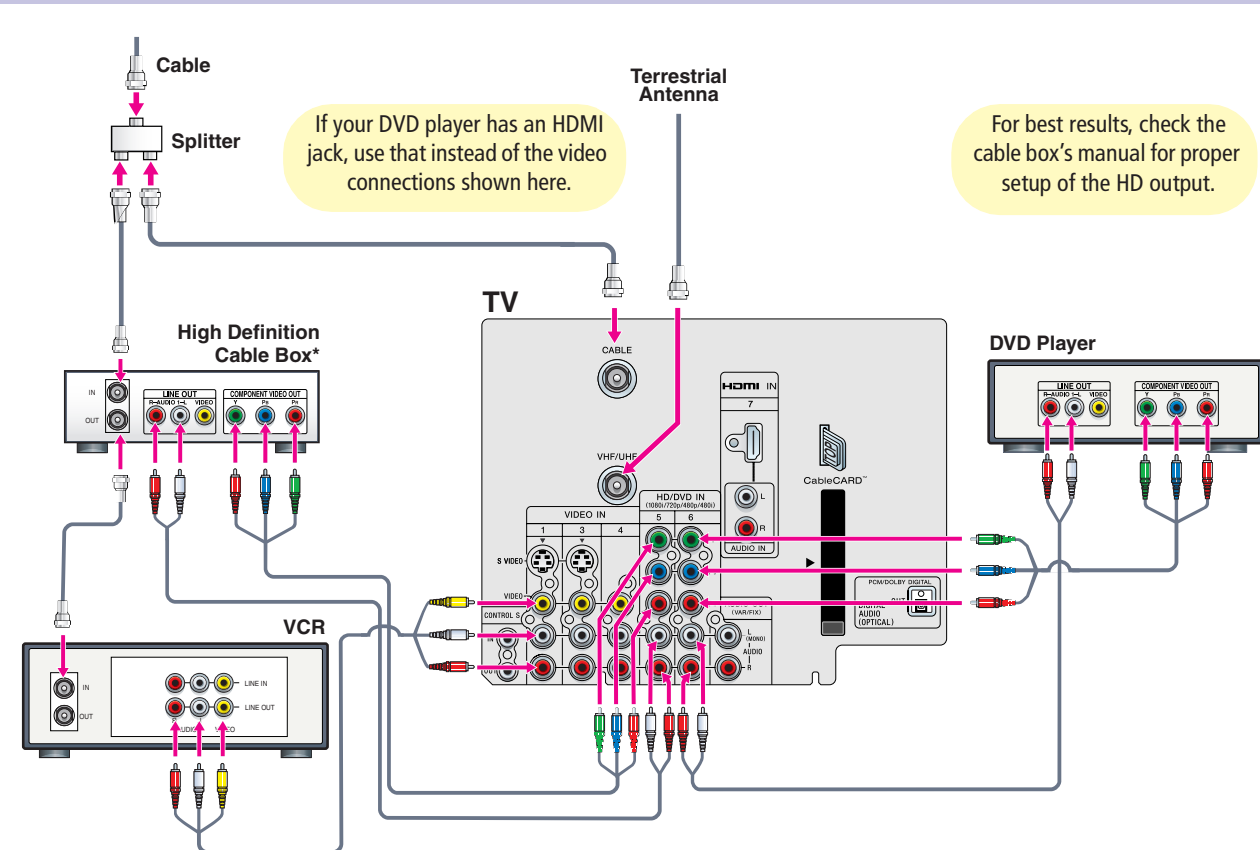 Cable
Splitter
If your DVD player has an HDMI
jack, use that instead of the video
connections shown here.
Terrestrial
Antenna
For best results, check the
cable box's manual for proper
setup of the HD output.
TV
High Definition
Cable Box*
IN
OUT
LINE OUT
R–AUDIO–L VIDEO
COMPONENT VIDEO OUT
Y PB PR
CABLE
VHF/UHF
HDMI IN
7
L
R
AUDIO IN
CableCARD™
DVD Player
LINE OUT
R–AUDIO–L VIDEO
COMPONENT VIDEO OUT
Y PB PR
VIDEO IN
1 3 4
HD/DVD IN
(1080i/720p/480p/480i)
5 6
S VIDEO
VIDEO
CONTROL S
IN
OUT
(VAR/FIX)
L
(MONO)
AUDIO
R
PCM/DOLBY DIGITAL
OUT
DIGITAL
AUDIO
(OPTICAL)
VCR
IN
OUT
LINE IN
LINE OUT